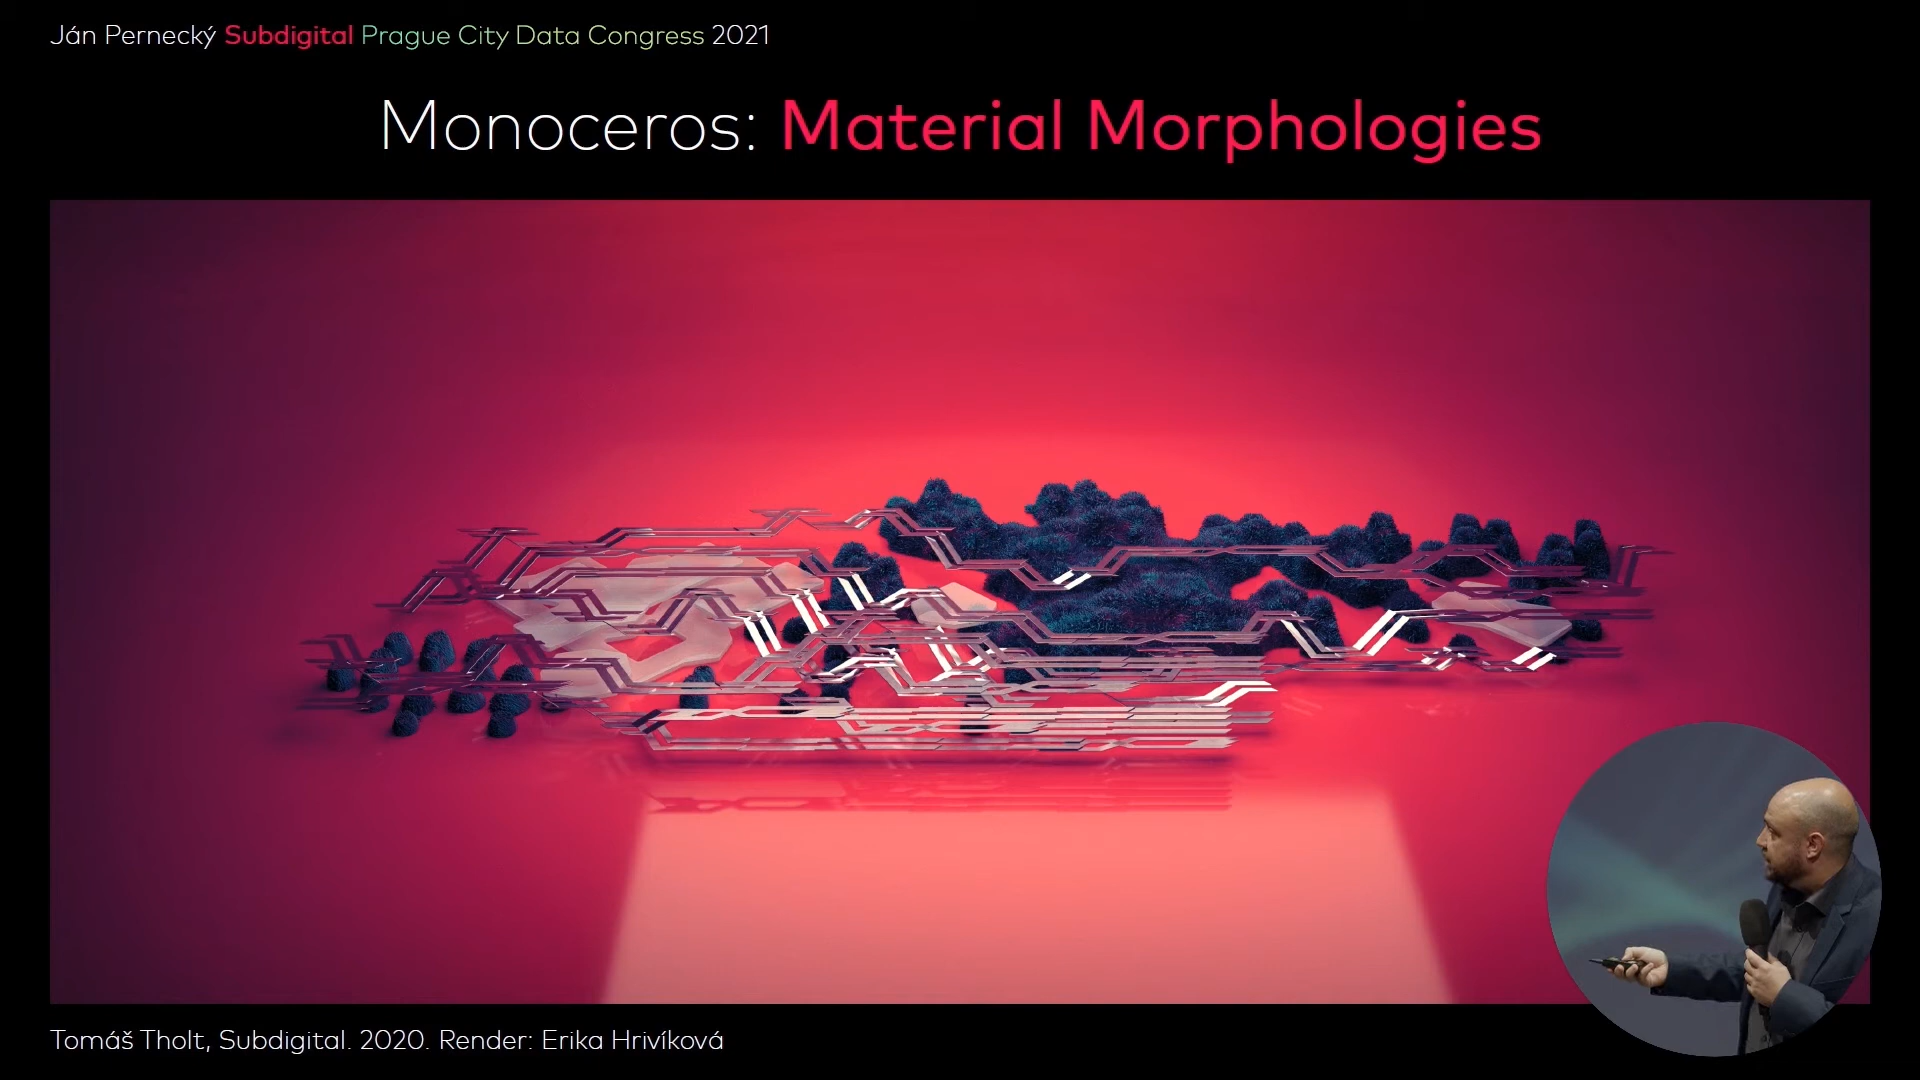 Ján Pernecký Subdigital Prague City Data Congress 2021
Monoceros: Material Morphologies
Tomáš Tholt, Subdigital. 2020. Render: Erika Hrivíková